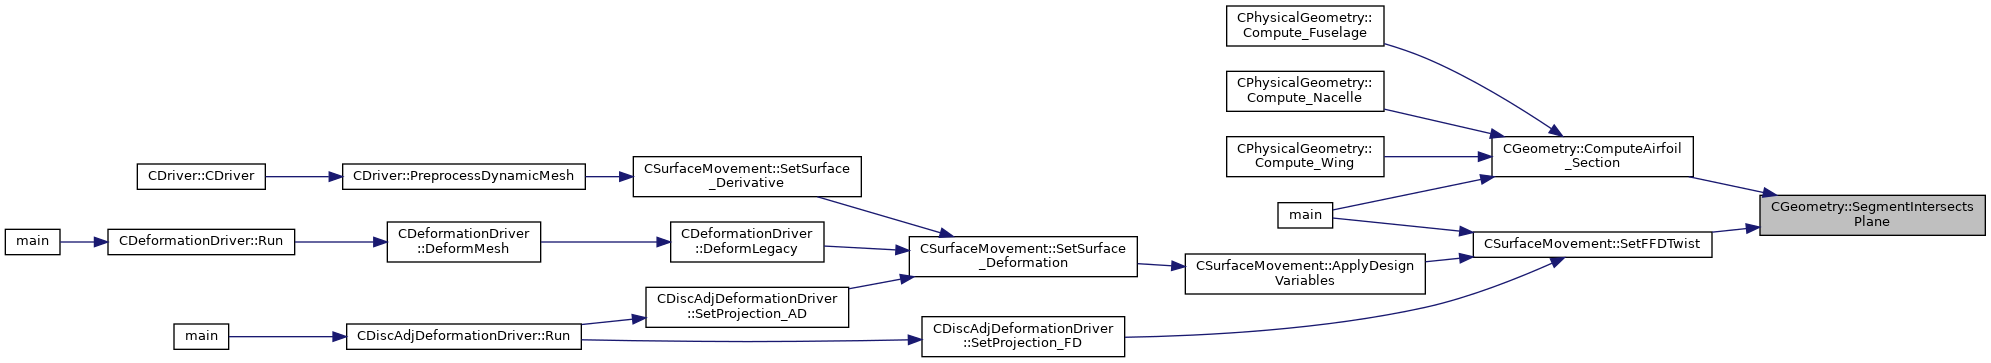 CPhysicalGeometry::
Compute_Fuselage
CPhysicalGeometry::
Compute_Nacelle
CPhysicalGeometry::
Compute_Wing
CGeometry::ComputeAirfoil
_Section
main
CGeometry::SegmentIntersects
Plane
CSurfaceMovement::SetFFDTwist
CSurfaceMovement::ApplyDesign
Variables
CSurfaceMovement::SetSurface
_Deformation
CSurfaceMovement::SetSurface
_Derivative
CDriver::PreprocessDynamicMesh
CDriver::CDriver
CDeformationDriver
::DeformLegacy
CDeformationDriver
::DeformMesh
CDeformationDriver::Run
main
CDiscAdjDeformationDriver
::SetProjection_AD
CDiscAdjDeformationDriver
::SetProjection_FD
CDiscAdjDeformationDriver::Run
main